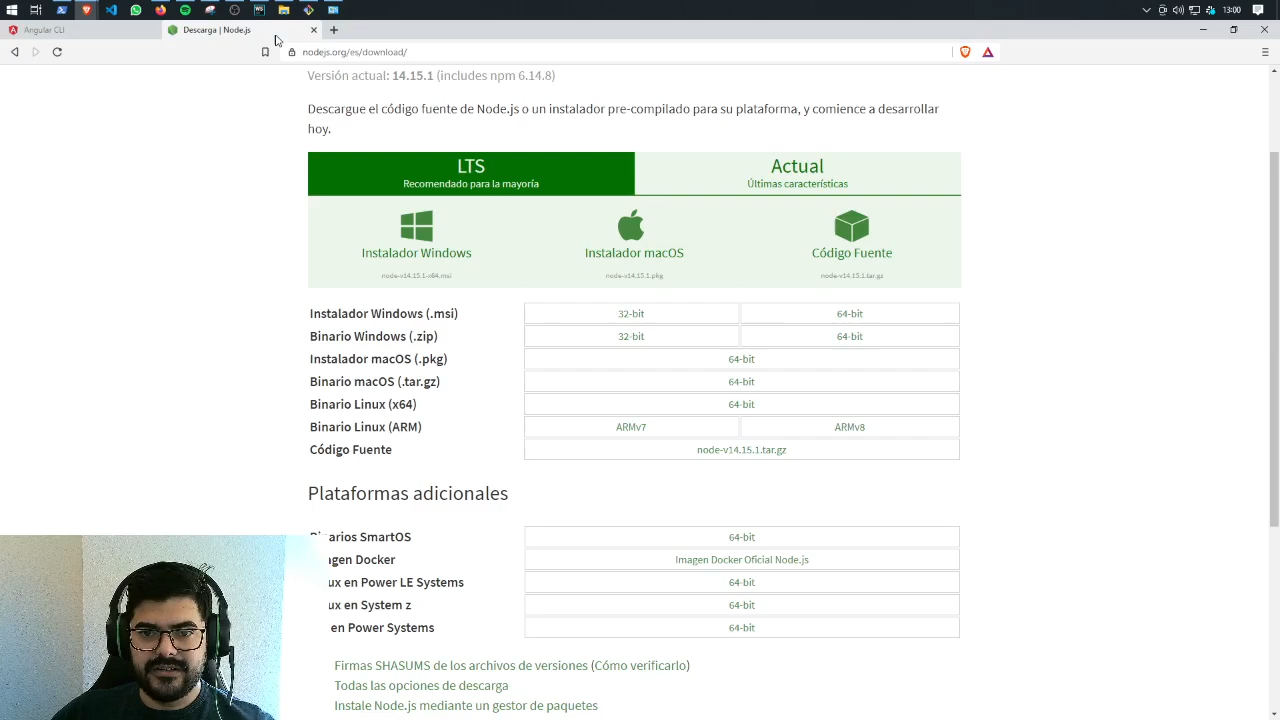 13:00
Angular CLI
Descarga | Node.js
nodejs.org/es/download/
Versión actual: 14.15.1 (includes npm 6.14.8)
Descargue el código fuente de Node.js o un instalador pre-compilado para su plataforma, y comience a desarrollar
hoy.
LTS
Recomendado para la mayoría
Actual
Últimas características
Instalador Windows
node-v14.15.1-x64.msi
Instalador macOS
node-v14.15.1.pkg
Código Fuente
node-v14.15.1.tar.gz
Instalador Windows (.msi) 32-bit 64-bit
Binario Windows (.zip) 32-bit 64-bit
Instalador macOS (.pkg) 64-bit
Binario macOS (.tar.gz) 64-bit
Binario Linux (x64) 64-bit
Binario Linux (ARM) ARMv7 ARMv8
Código Fuente node-v14.15.1.tar.gz
Plataformas adicionales
Binarios SmartOS 64-bit
agen Docker Imagen Docker Oficial Node.js
ux en Power LE Systems 64-bit
ux en System z 64-bit
en Power Systems 64-bit
Firmas SHASUMS de los archivos de versiones (Cómo verificarlo)
Todas las opciones de descarga
Instale Node.js mediante un gestor de paquetes